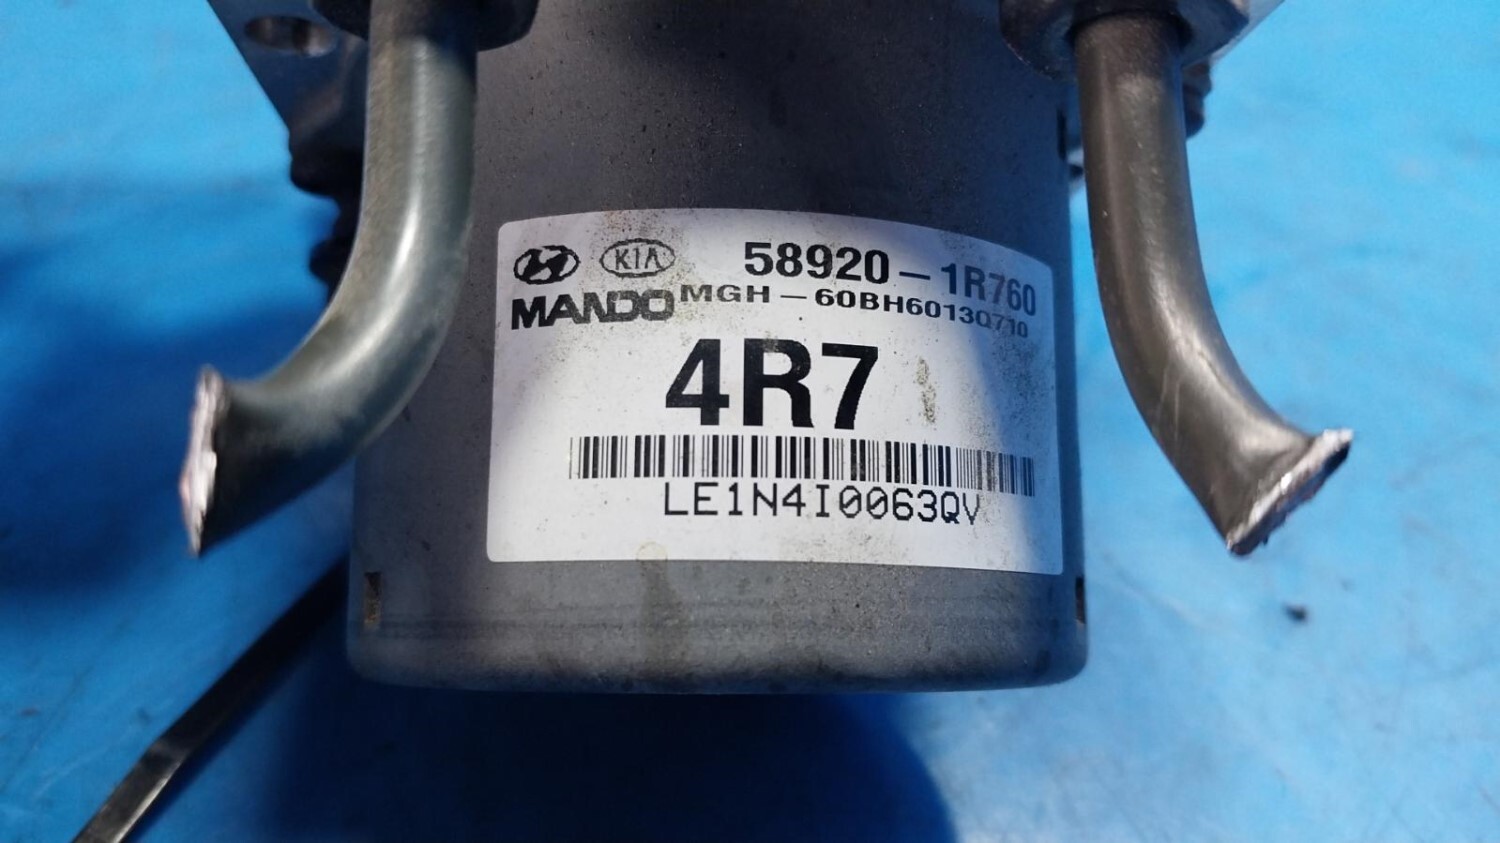 KIA 58920-1R760
MANDO MGH-60BH6013Q710
4R7
LE1N4I0063QV